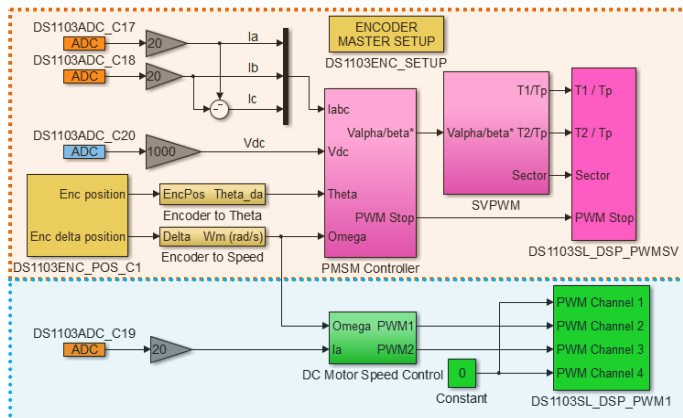 DS1103ADC_C17
ADC
20
Ia
DS1103ADC_C18
ADC
20
Ib
Ic
ENCODER
MASTER SETUP
DS1103ENC_SETUP
DS1103ADC_C20
ADC
1000
Vdc
Enc position
Enc delta position
DS1103ENC_POS_C1
EncPos Theta_da
Encoder to Theta
Delta Wm (rad/s)
Encoder to Speed
Iabc
Valpha/beta*
Vdc
Theta
PWM Stop
Omega
PMSM Controller
T1/Tp
Valpha/beta* T2/Tp
Sector
SVPWM
T1 / Tp
T2 / Tp
Sector
PWM Stop
DS1103SL_DSP_PWMSV
DS1103ADC_C19
ADC
20
Omega PWM1
Ia PWM2
DC Motor Speed Control
0
Constant
PWM Channel 1
PWM Channel 2
PWM Channel 3
PWM Channel 4
DS1103SL_DSP_PWM1